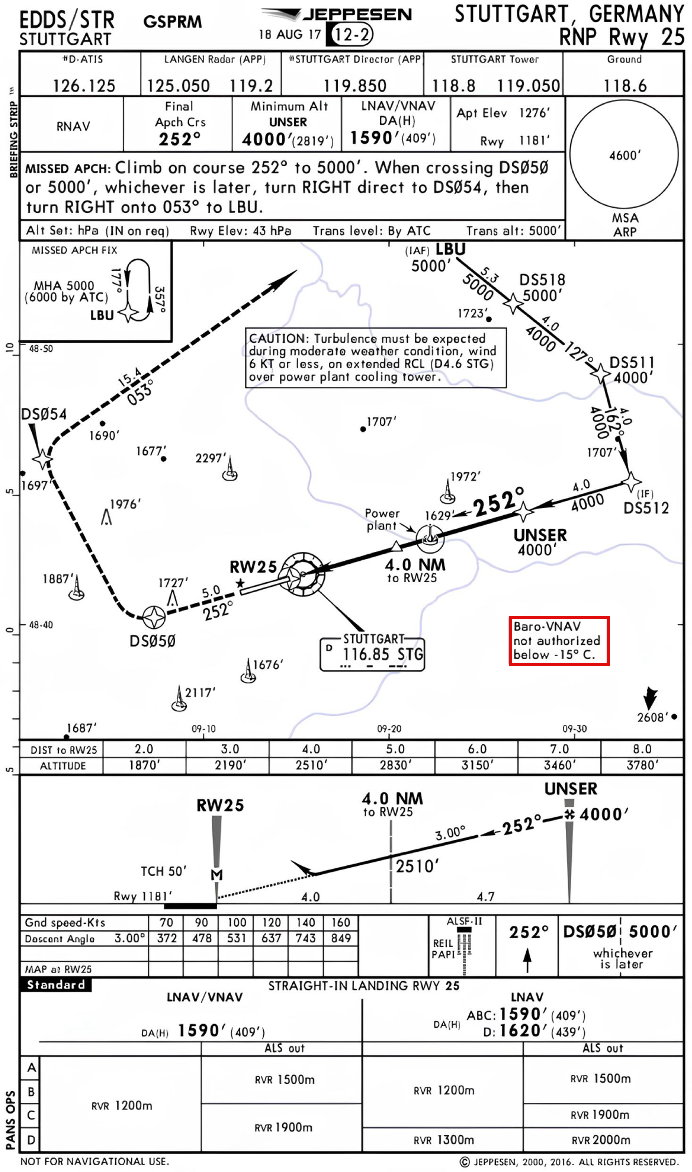 EDDS/STR
STUTTGART
GSPRM
JEPPESEN
18 AUG 17
12-2
STUTTGART, GERMANY
RNP Rwy 25
BRIEFING STRIP ™
*D-ATIS
126.125
LANGEN Radar (APP)
125.050 119.2
*STUTTGART Director (APP)
119.850
STUTTGART Tower
118.8 119.050
Ground
118.6
RNAV
Final
Apch Crs
252°
Minimum Alt
UNSER
4000'(2819')
LNAV/VNAV
DA(H)
1590'(409')
Apt Elev 1276'
Rwy 1181'
4600'
MSA
ARP
MISSED APCH: Climb on course 252° to 5000'. When crossing DSØ5Ø
or 5000', whichever is later, turn RIGHT direct to DSØ54, then
turn RIGHT onto 053° to LBU.
Alt Set: hPa (IN on req) Rwy Elev: 43 hPa Trans level: By ATC Trans alt: 5000'
MISSED APCH FIX
MHA 5000
(6000 by ATC)
LBU
177°
357°
(IAF) LBU
5000'
5.3
5000
DS518
5000'
1723'
4.0
4000
127°
DS511
4000'
4.0
162°
4000
1707'
(IF)
DS512
4.0
4000
CAUTION: Turbulence must be expected
during moderate weather condition, wind
6 KT or less, on extended RCL (D4.6 STG)
over power plant cooling tower.
48-50
10
15.4
053°
DSØ54
1690'
1677'
1697'
1707'
2297'
1972'
1976'
5
1629'
252°
Power
plant
UNSER
4000'
4.0 NM
to RW25
RW25
1887'
1727'
5.0
252°
DSØ5Ø
48-40
0
STUTTGART
D 116.85 STG
Baro-VNAV
not authorized
below -15° C.
1676'
2117'
1687'
2608'
09-10
09-20
09-30
5
DIST to RW25 2.0 3.0 4.0 5.0 6.0 7.0 8.0
ALTITUDE 1870' 2190' 2510' 2830' 3150' 3460' 3780'
RW25
4.0 NM
to RW25
UNSER
4000'
252°
3.00°
2510'
TCH 50'
M
Rwy 1181'
4.0
4.7
Gnd speed-Kts 70 90 100 120 140 160
Descent Angle 3.00° 372 478 531 637 743 849
MAP at RW25
ALSF-II
REIL
PAPI
252°
DSØ5Ø 5000'
whichever
is later
Standard
STRAIGHT-IN LANDING RWY 25
LNAV/VNAV
DA(H) 1590' (409')
LNAV
ABC: 1590' (409')
DA(H)
D: 1620' (439')
ALS out
ALS out
A
B
C
D
RVR 1200m
RVR 1500m
RVR 1900m
RVR 1200m
RVR 1300m
RVR 1500m
RVR 1900m
RVR 2000m
PANS OPS
NOT FOR NAVIGATIONAL USE.
© JEPPESEN, 2000, 2016. ALL RIGHTS RESERVED.